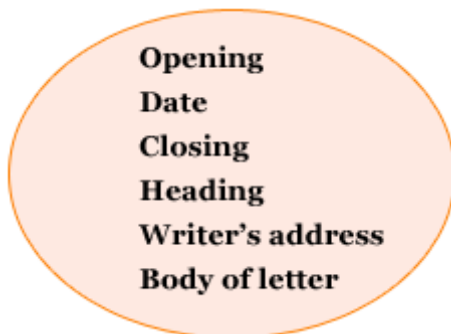 Opening
Date
Closing
Heading
Writer’s address
Body of letter